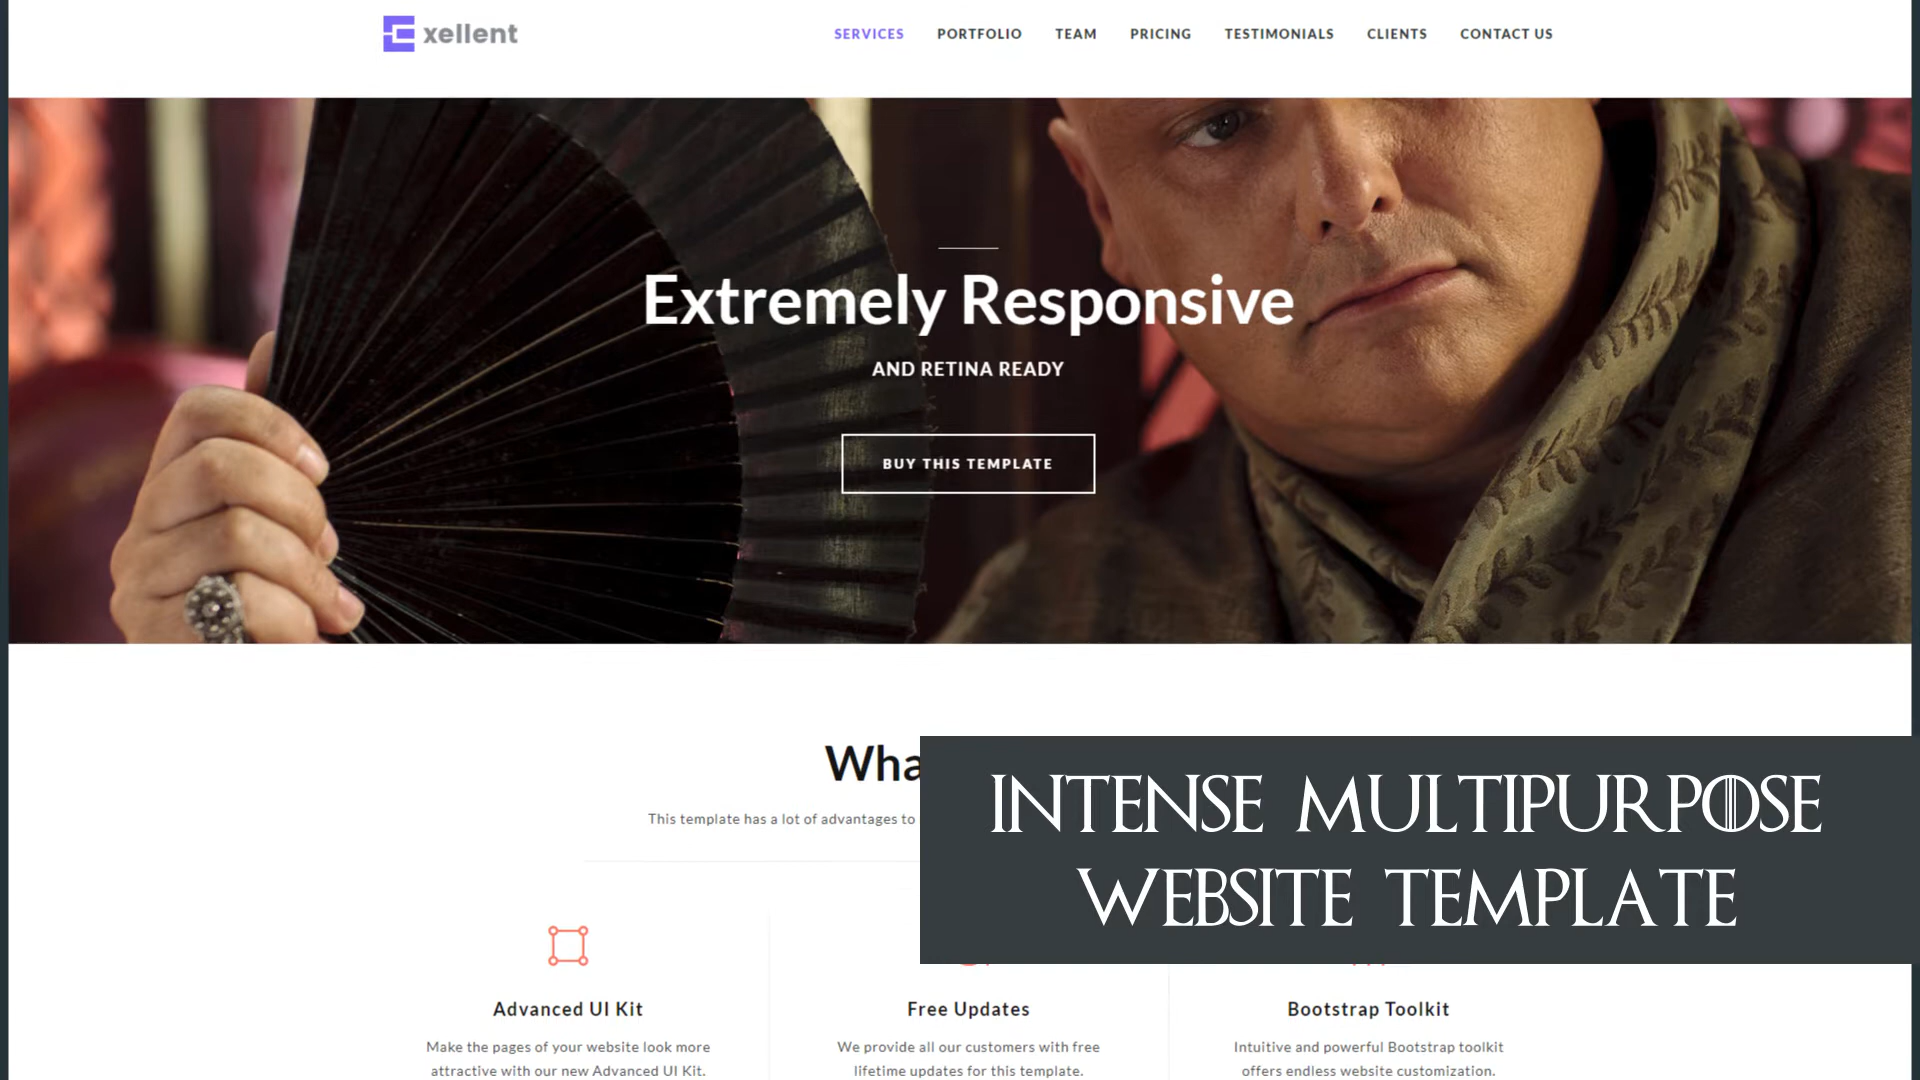 xellent
SERVICES PORTFOLIO TEAM PRICING TESTIMONIALS CLIENTS CONTACT US
Extremely Responsive
AND RETINA READY
BUY THIS TEMPLATE
This template has a lot of advantages to
INTENSE MULTIPURPOSE
WEBSITE TEMPLATE
Advanced UI Kit
Make the pages of your website look more
attractive with our new Advanced UI Kit.
Free Updates
We provide all our customers with free
lifetime updates for this template.
Bootstrap Toolkit
Intuitive and powerful Bootstrap toolkit
offers endless website customization.